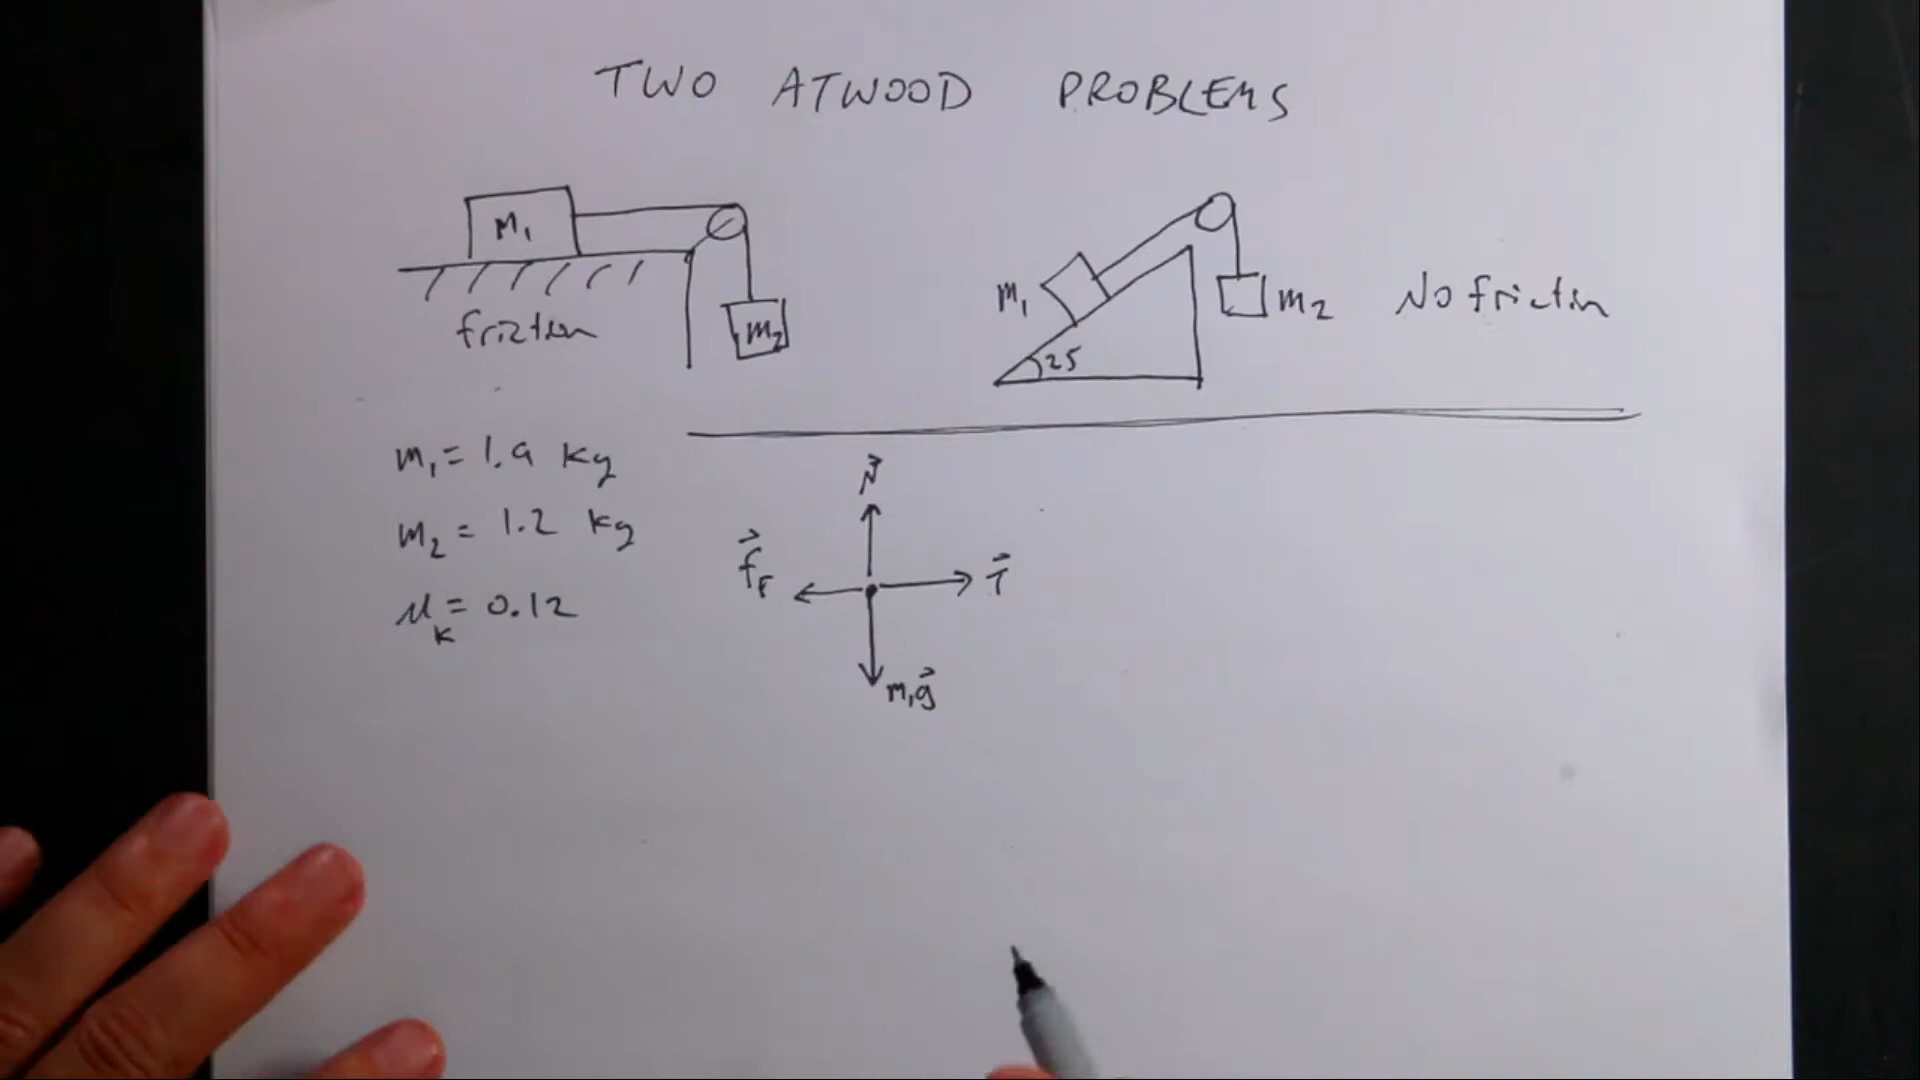 TWO ATWOOD PROBLEMS
M₁
m₂
friction
m₁
25
m₂
No friction
m₁ = 1.9 kg
m₂ = 1.2 kg
μₖ = 0.12
N⃗
f⃗F
T⃗
m₁g⃗